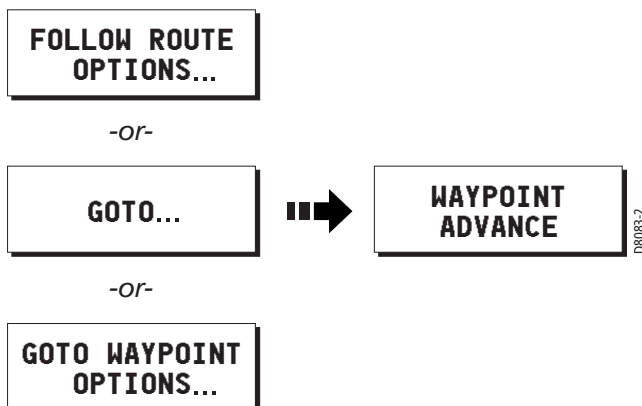 FOLLOW ROUTE
OPTIONS...
-or-
GOTO...
WAYPOINT
ADVANCE
-or-
GOTO WAYPOINT
OPTIONS...
D8083-2